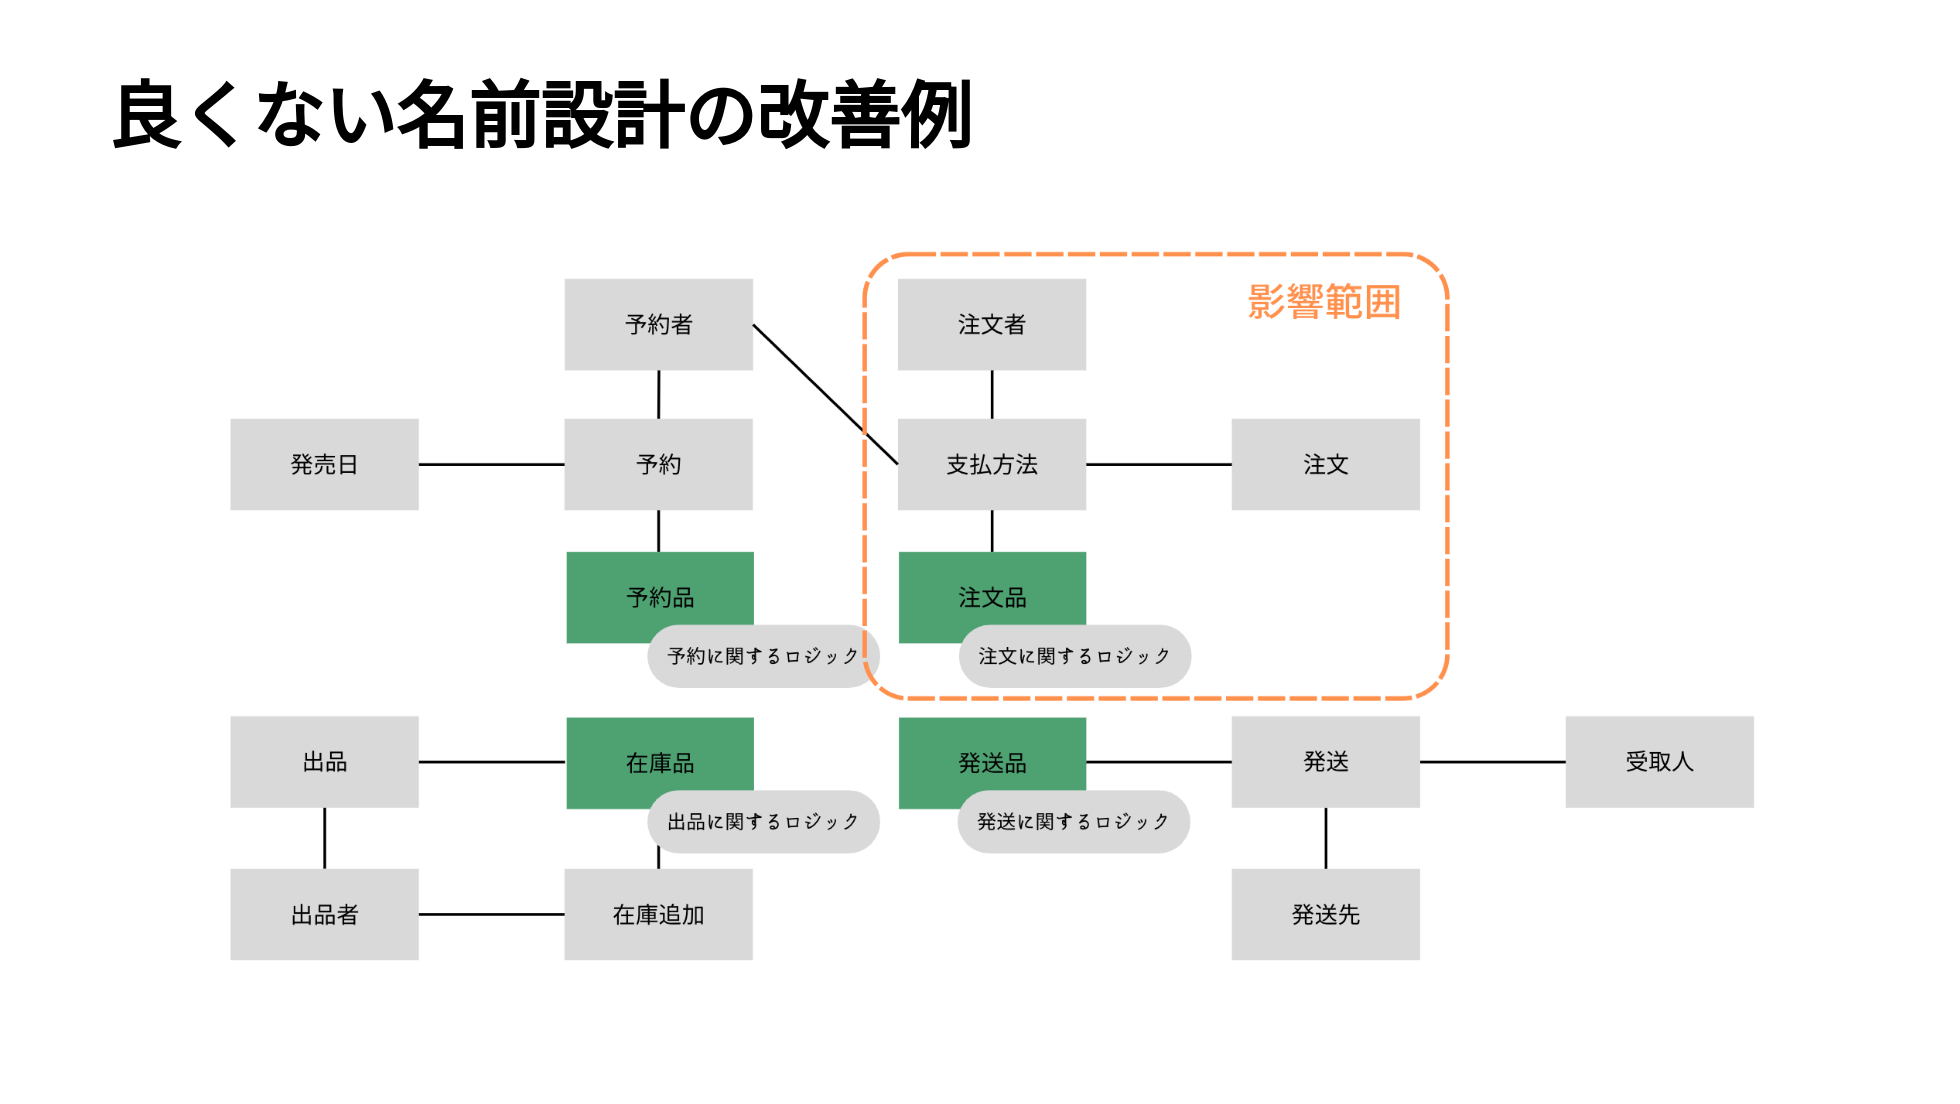 良くない名前設計の改善例
影響範囲
予約者
注文者
発売日
予約
支払方法
注文
予約品
注文品
予約に関するロジック
注文に関するロジック
出品
在庫品
発送品
発送
受取人
出品に関するロジック
発送に関するロジック
出品者
在庫追加
発送先